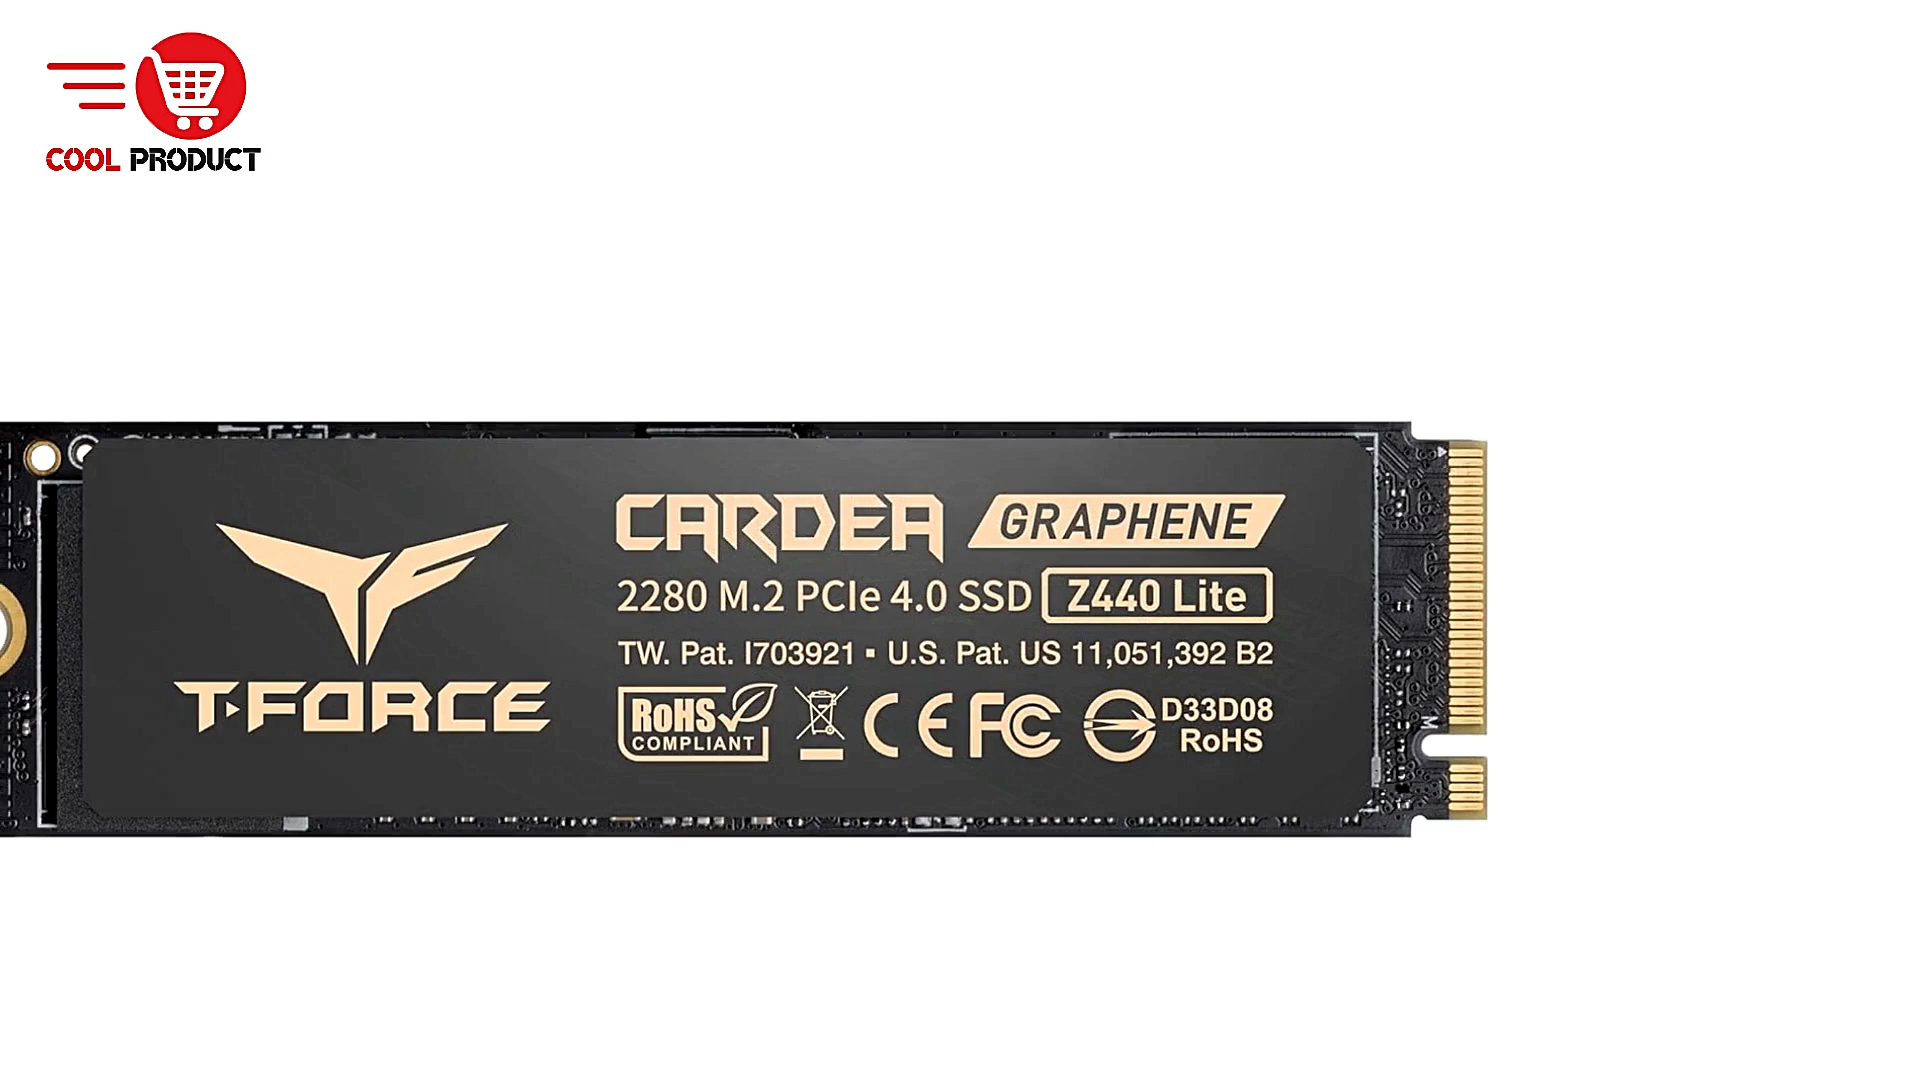 COOL PRODUCT
CARDEA GRAPHENE
2280 M.2 PCIe 4.0 SSD Z440 Lite
TW. Pat. I703921 ▪ U.S. Pat. US 11,051,392 B2
T-FORCE
RoHS
COMPLIANT
CE FC
D33D08
RoHS
M